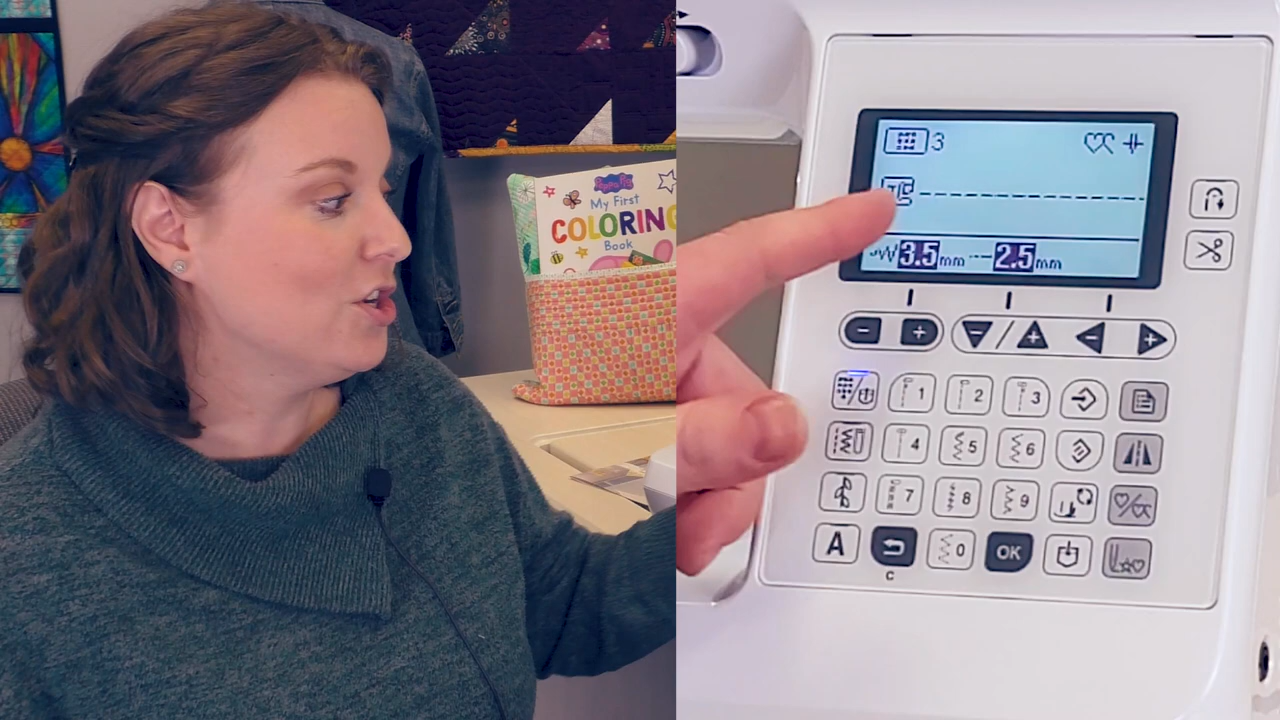 Peppa Pig
My First
COLORING
Book
3
3.5mm 2.5mm
- + / + - +
1 2 3
4 5 6
7 8 9
A 0 OK
C